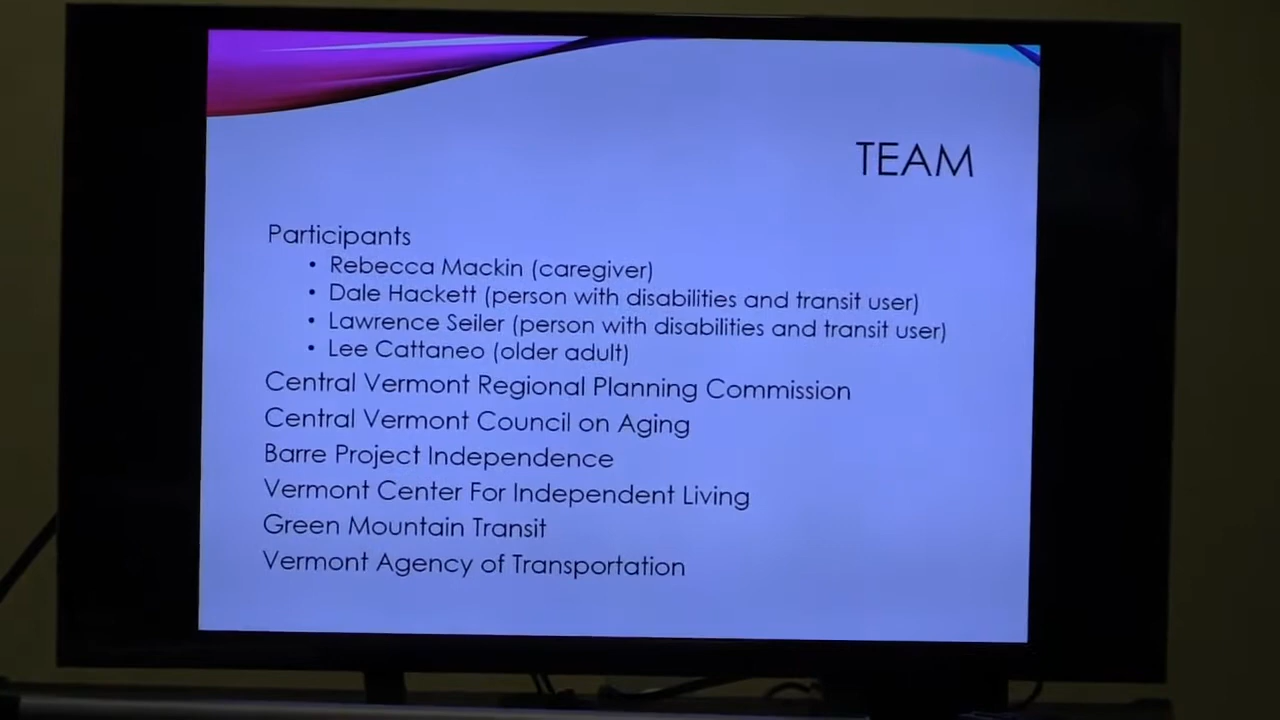 TEAM
Participants
• Rebecca Mackin (caregiver)
• Dale Hackett (person with disabilities and transit user)
• Lawrence Seiler (person with disabilities and transit user)
• Lee Cattaneo (older adult)
Central Vermont Regional Planning Commission
Central Vermont Council on Aging
Barre Project Independence
Vermont Center For Independent Living
Green Mountain Transit
Vermont Agency of Transportation